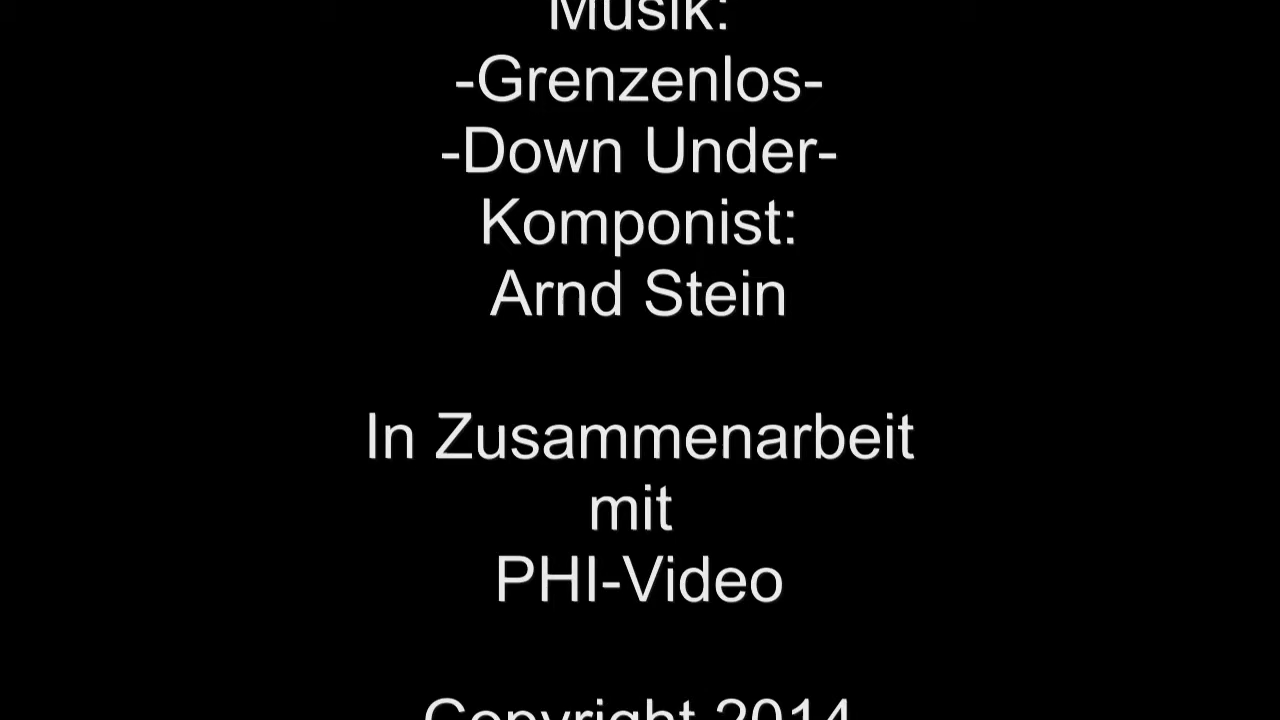 Musik:
-Grenzenlos-
-Down Under-
Komponist:
Arnd Stein
In Zusammenarbeit
mit
PHI-Video
Copyright 2014